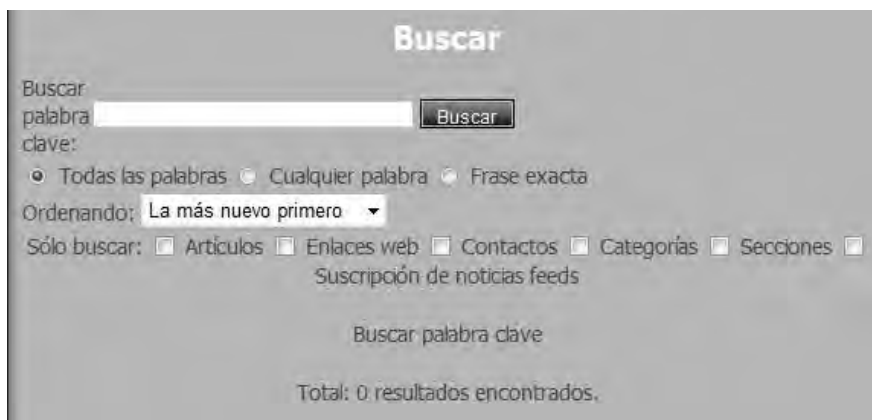 Buscar
Buscar
palabra Buscar
clave:
Todas las palabras Cualquier palabra Frase exacta
Ordenando: La más nuevo primero
Sólo buscar: Artículos Enlaces web Contactos Categorías Secciones
Suscripción de noticias feeds
Buscar palabra clave
Total: 0 resultados encontrados.